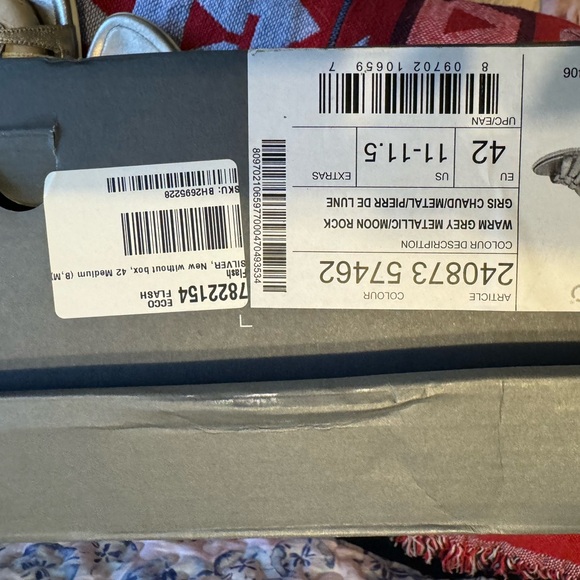 ARTICLE COLOUR
240873 57462
COLOUR DESCRIPTION
WARM GREY METALLIC/MOON ROCK
GRIS CHAUD/METAL/PIERR DE LUNE
EU US EXTRAS
42 11-11.5
UPC/EAN
8 09702 10659 7
406
ECCO
FLASH
7822154
Flash
SILVER, New without box, 42 Medium (B,M)
SKU: BH2695228